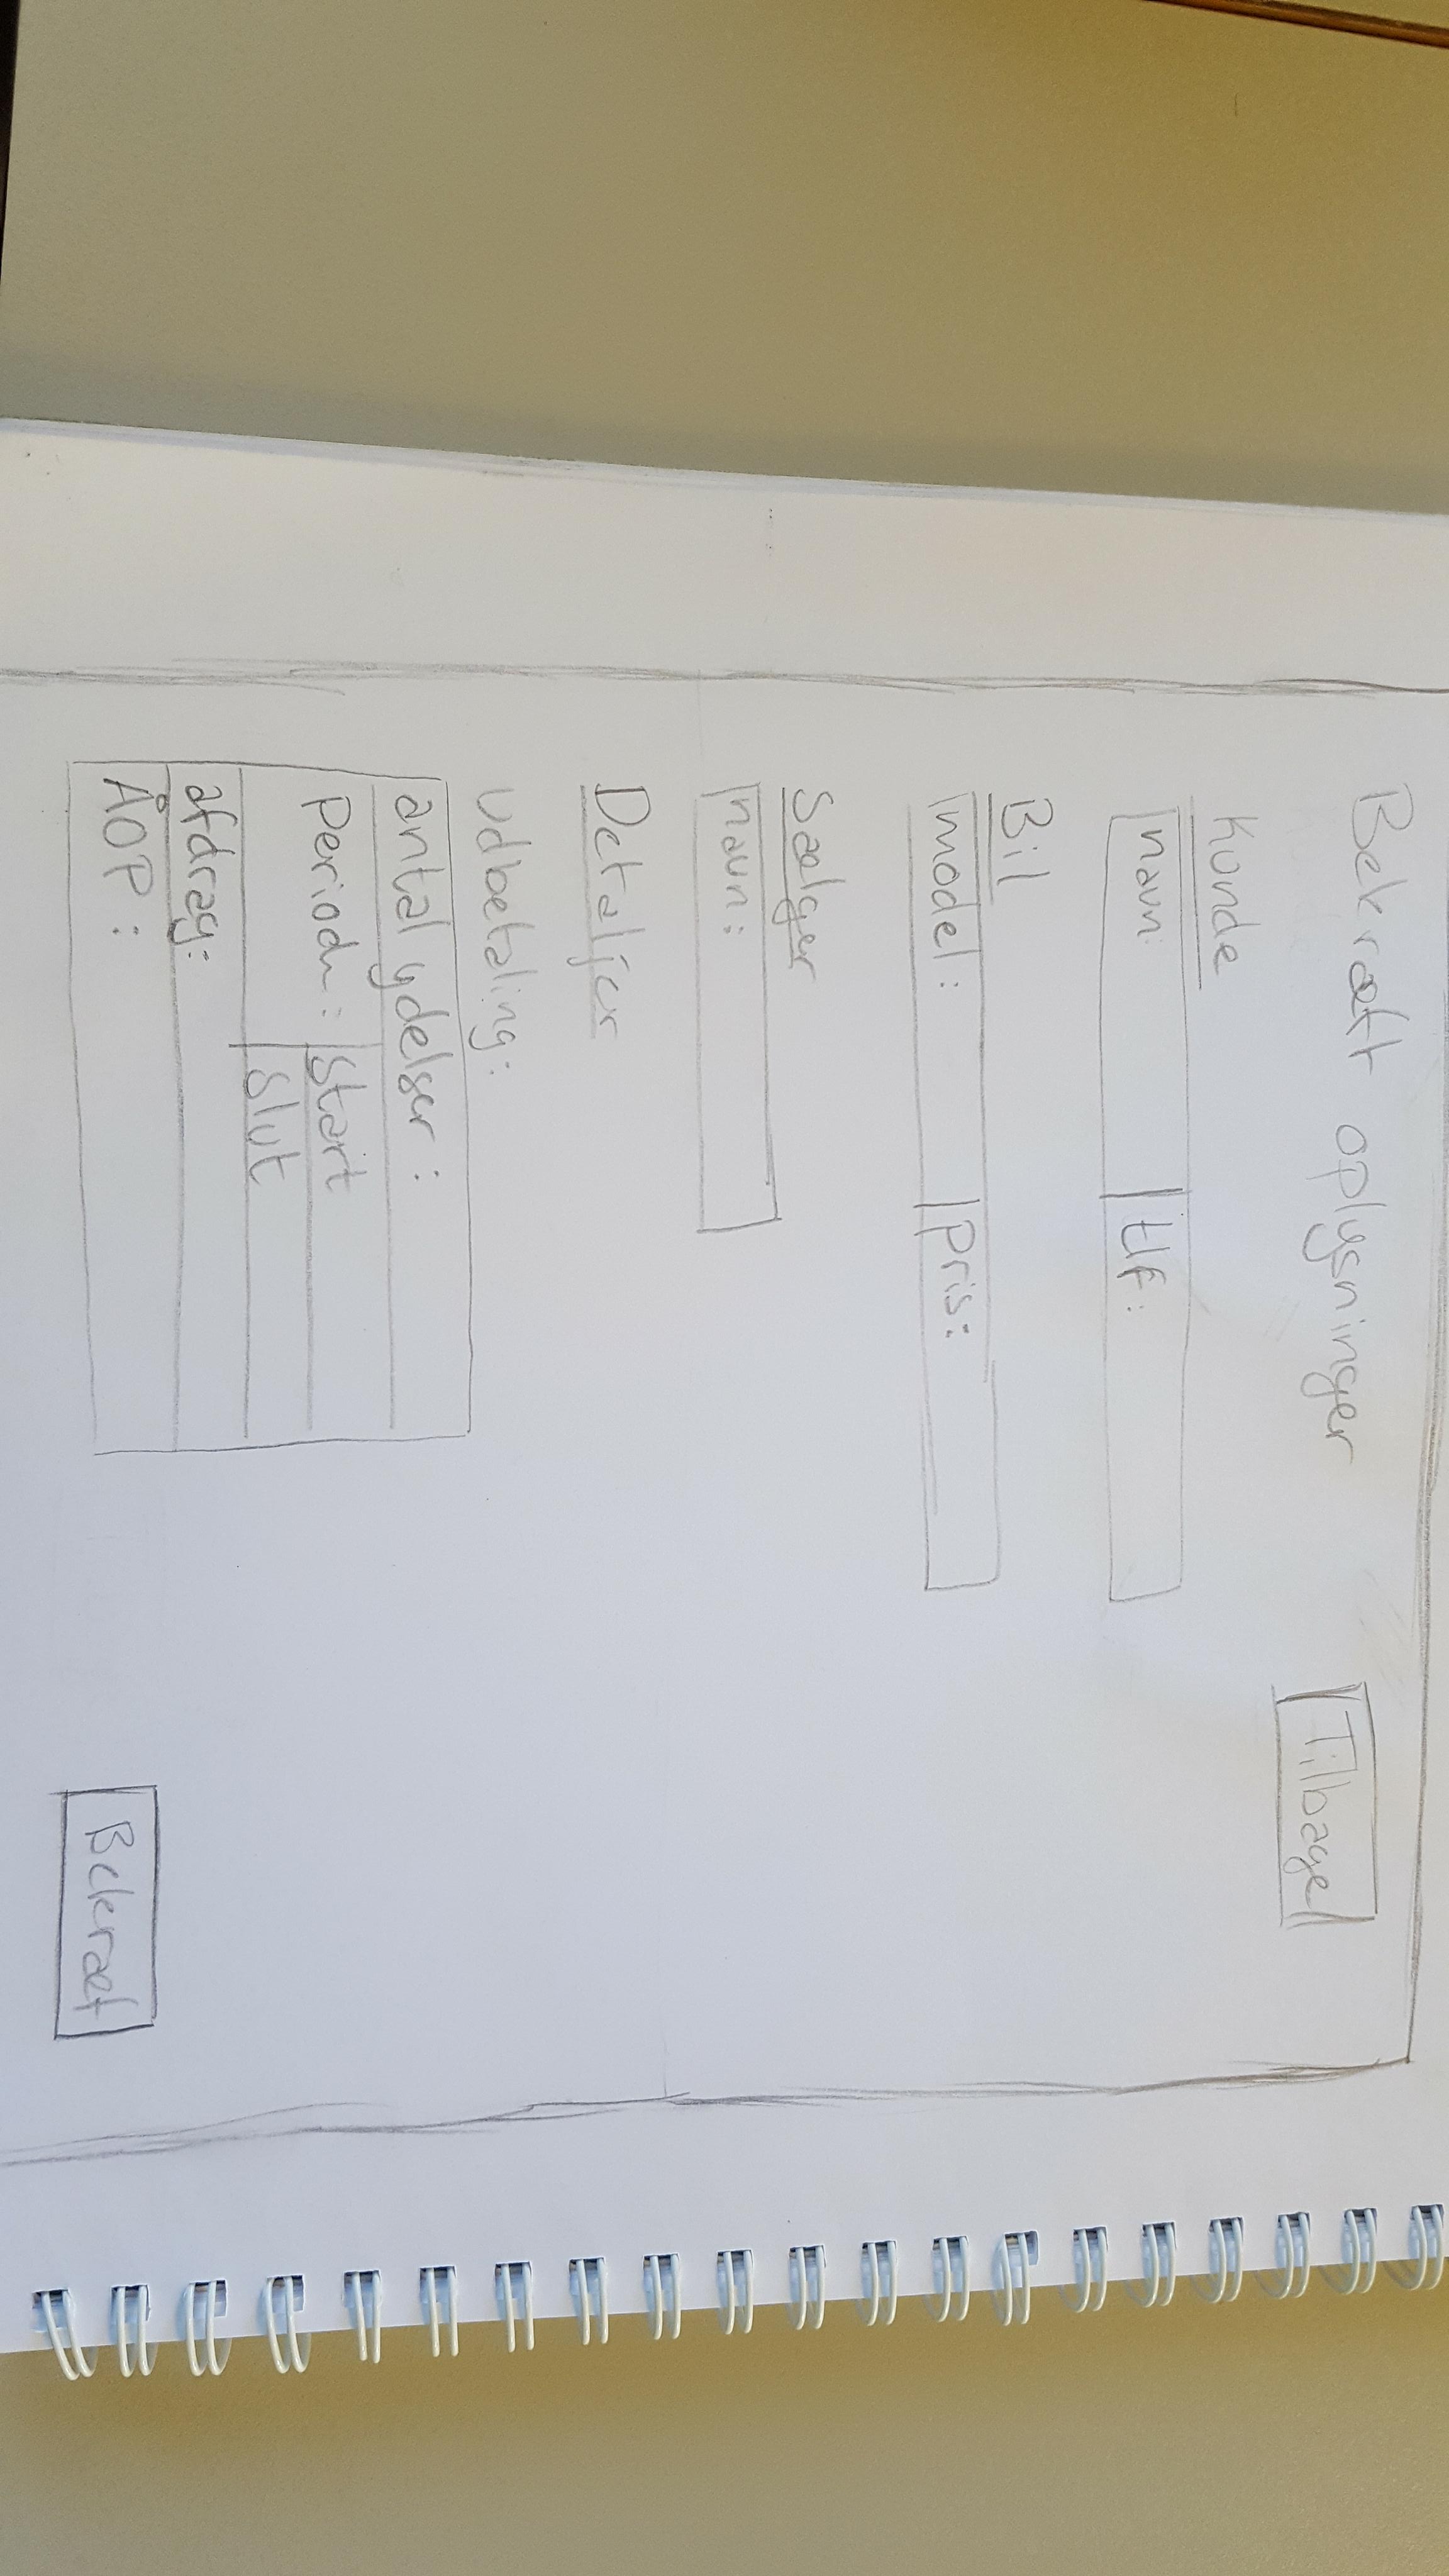 Bekræft oplysninger
Tilbage
Kunde
navn: tlf:
Bil
model: Pris:
Sælger
navn:
Detaljer
Udbetaling:
antal ydelser:
Periode: Start
Slut
afdrag:
ÅOP:
Bekræft